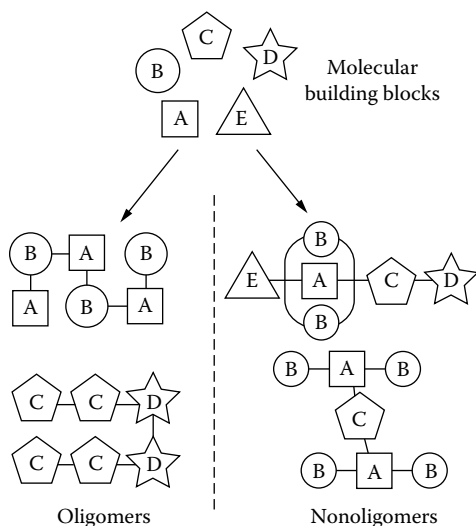 C
B
D
Molecular
building blocks
A
E
B A B
A B A
B
E A C D
B
C C D
C C D
B A B
C
B A B
Oligomers
Nonoligomers